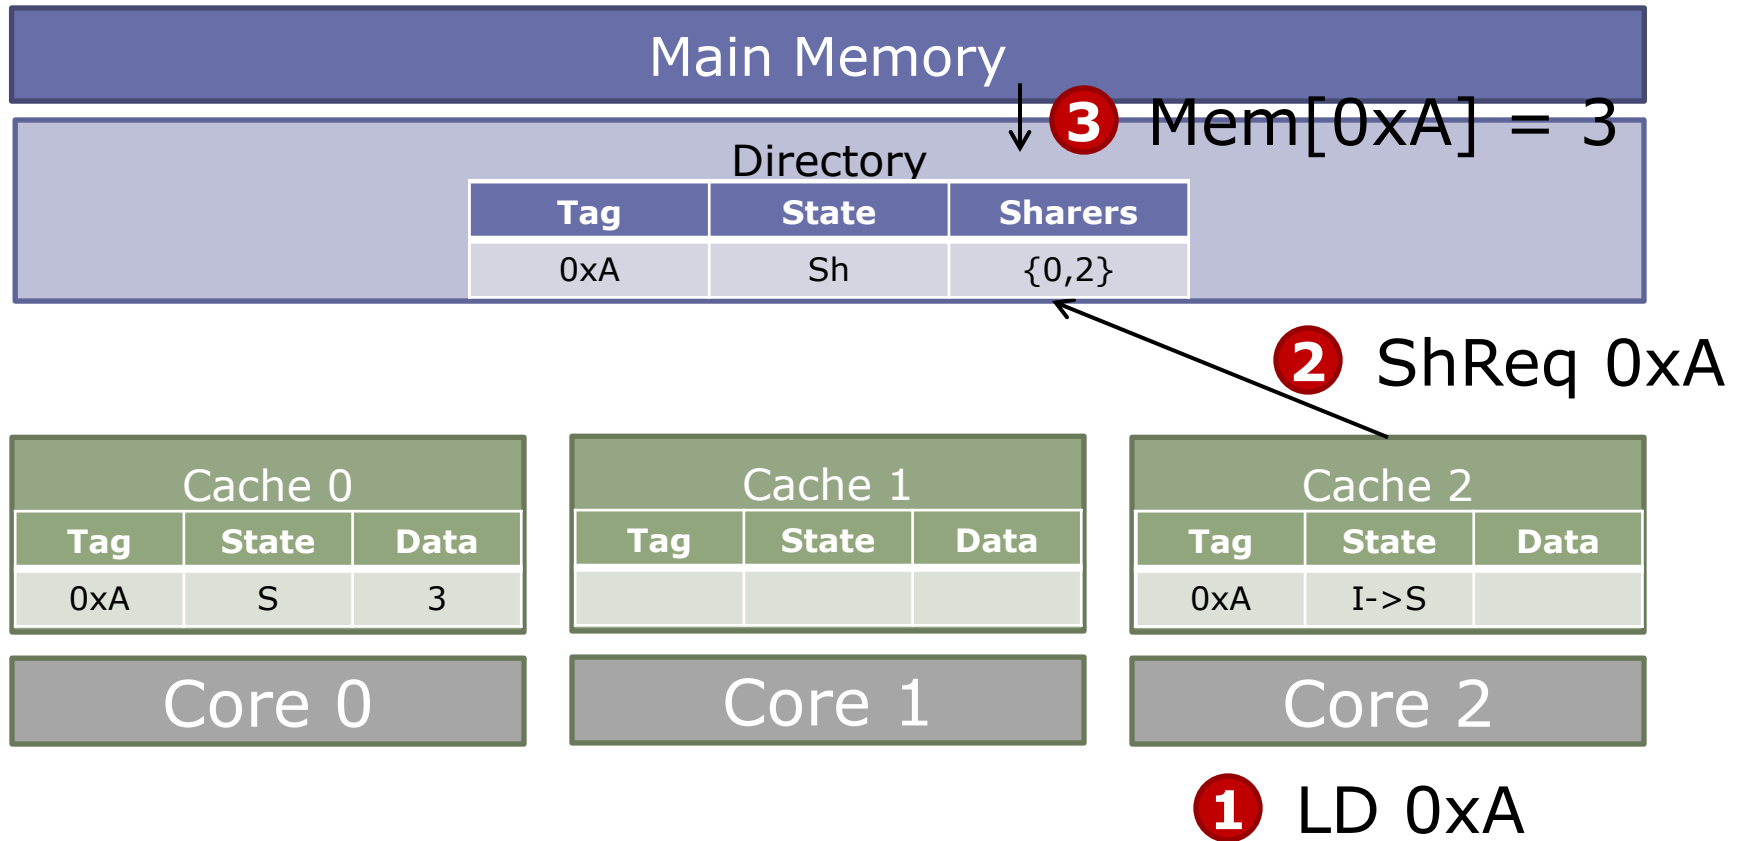 Main Memory
3 Mem[0xA] = 3
Directory
Tag State Sharers
0xA Sh {0,2}
2 ShReq 0xA
Cache 0 Cache 1 Cache 2
Tag State Data Tag State Data Tag State Data
0xA S 3 0xA I->S
Core 0 Core 1 Core 2
1 LD 0xA